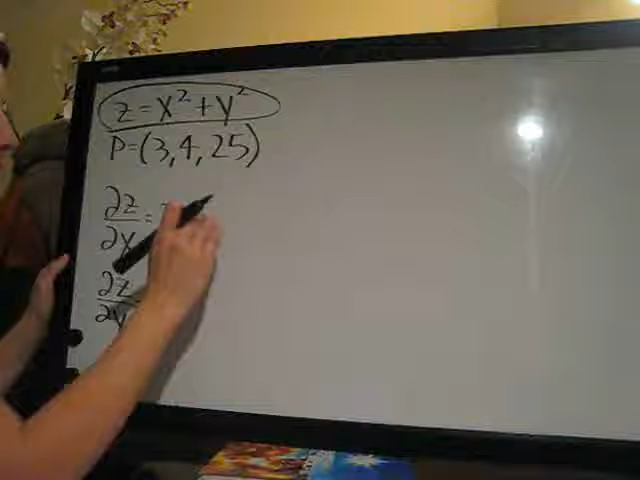 z = x² + y²
P = (3, 4, 25)
∂z/∂x =
∂z/∂y